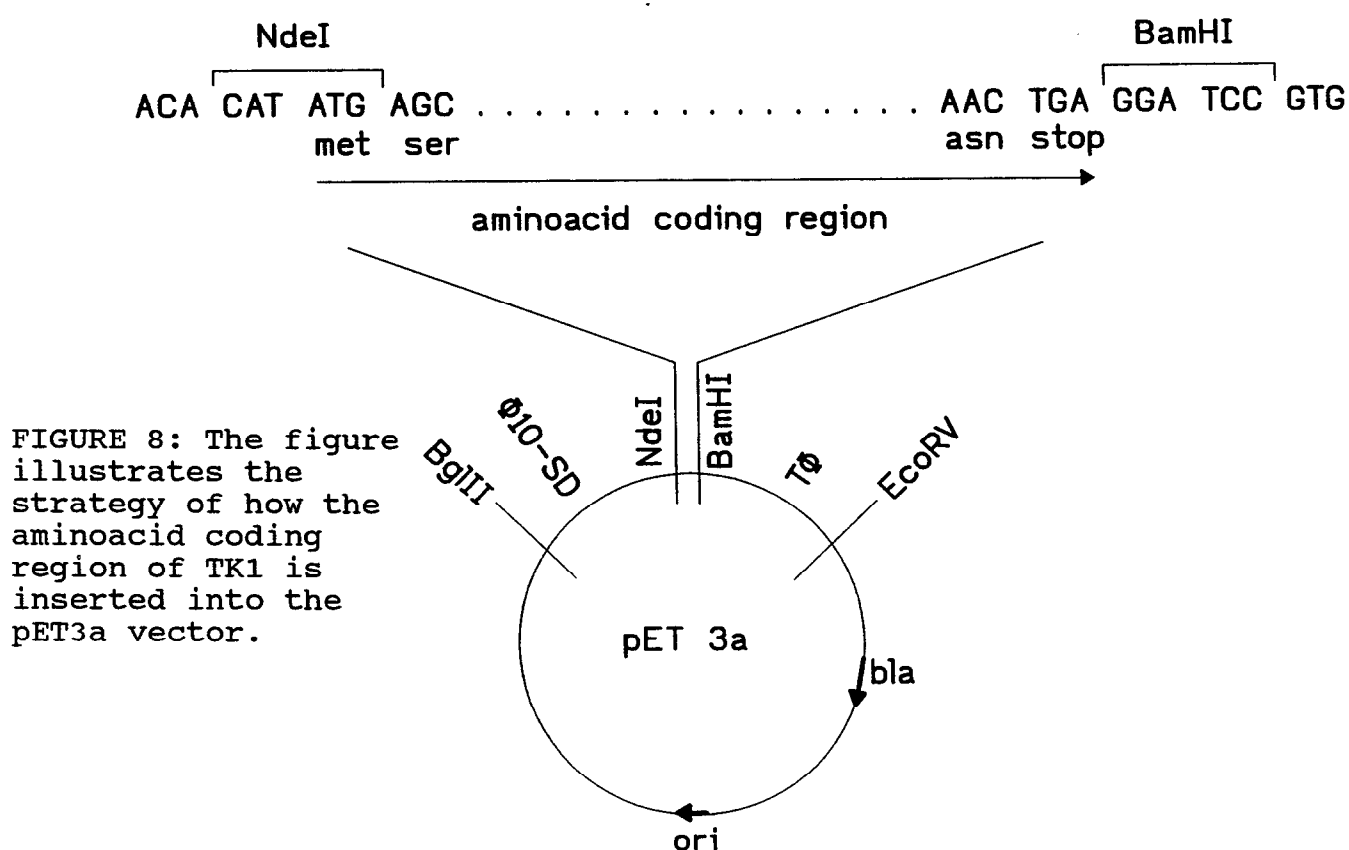 NdeI
BamHI
ACA CAT ATG AGC . . . . . . . . . . . . . . . . . AAC TGA GGA TCC GTG
met ser
asn stop
aminoacid coding region
NdeI
BamHI
Φ10-SD
TΦ
BglII
EcoRV
FIGURE 8: The figure
illustrates the
strategy of how the
aminoacid coding
region of TK1 is
inserted into the
pET3a vector.
pET 3a
bla
ori